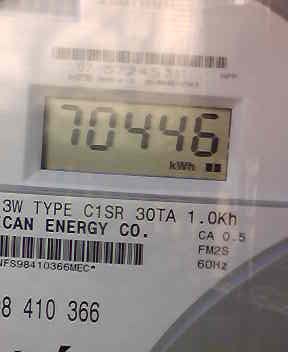 70446
kWh
3W TYPE C1SR 30TA 1.0Kh
CAN ENERGY CO.
CA 0.5
FM2S
NFS98410366MEC*
60Hz
98 410 366